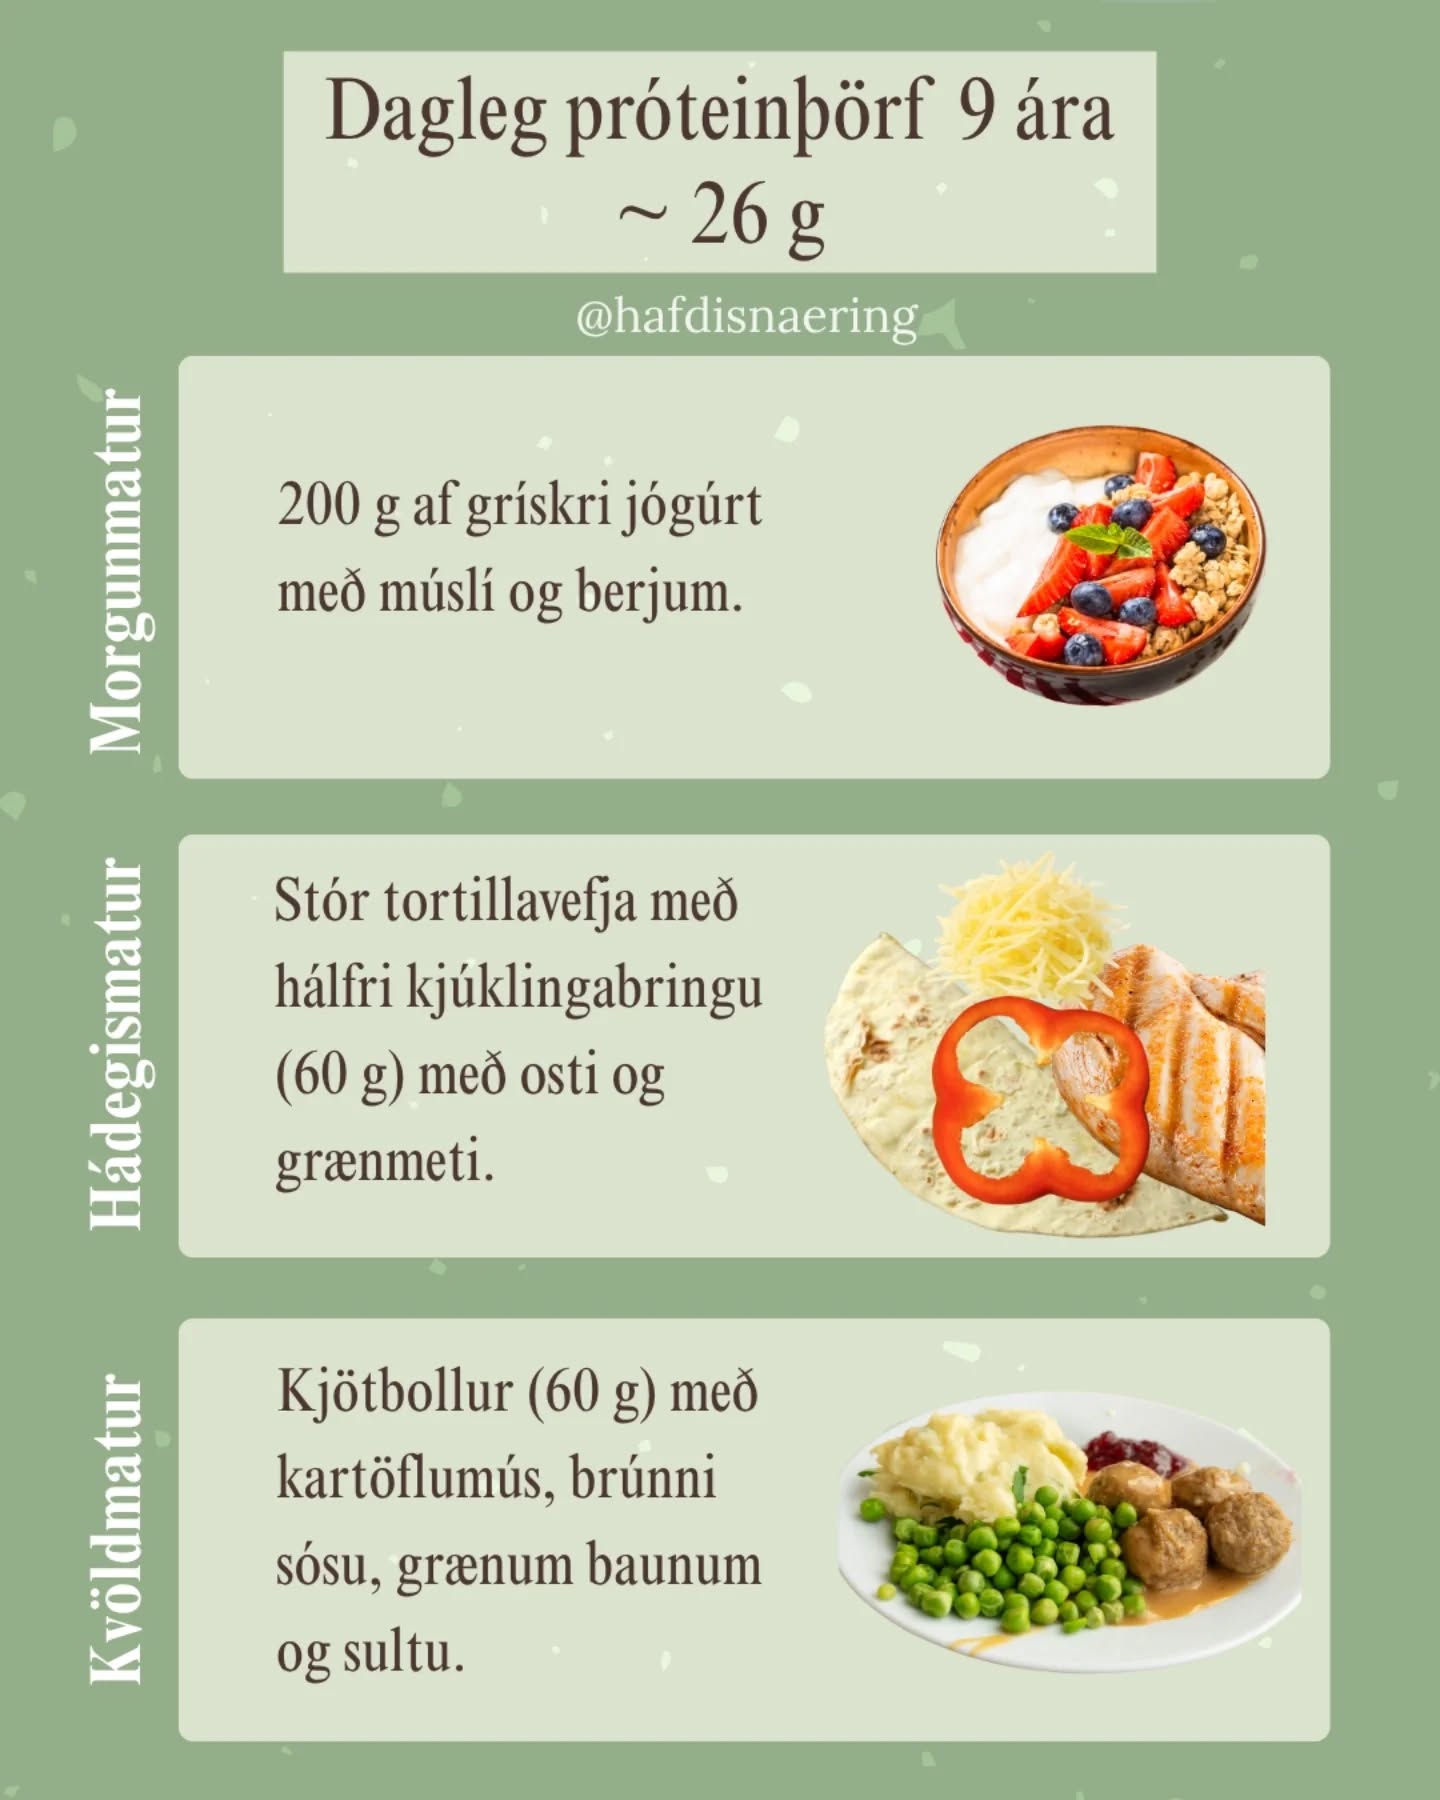 Dagleg próteinþörf 9 ára
~ 26 g
@hafdisnaering
Morgunmatur
200 g af grískri jógúrt
með múslí og berjum.
Hádegismatur
Stór tortillavefja með
hálfri kjúklingabringu
(60 g) með osti og
grænmeti.
Kvöldmatur
Kjötbollur (60 g) með
kartöflumús, brúnni
sósu, grænum baunum
og sultu.